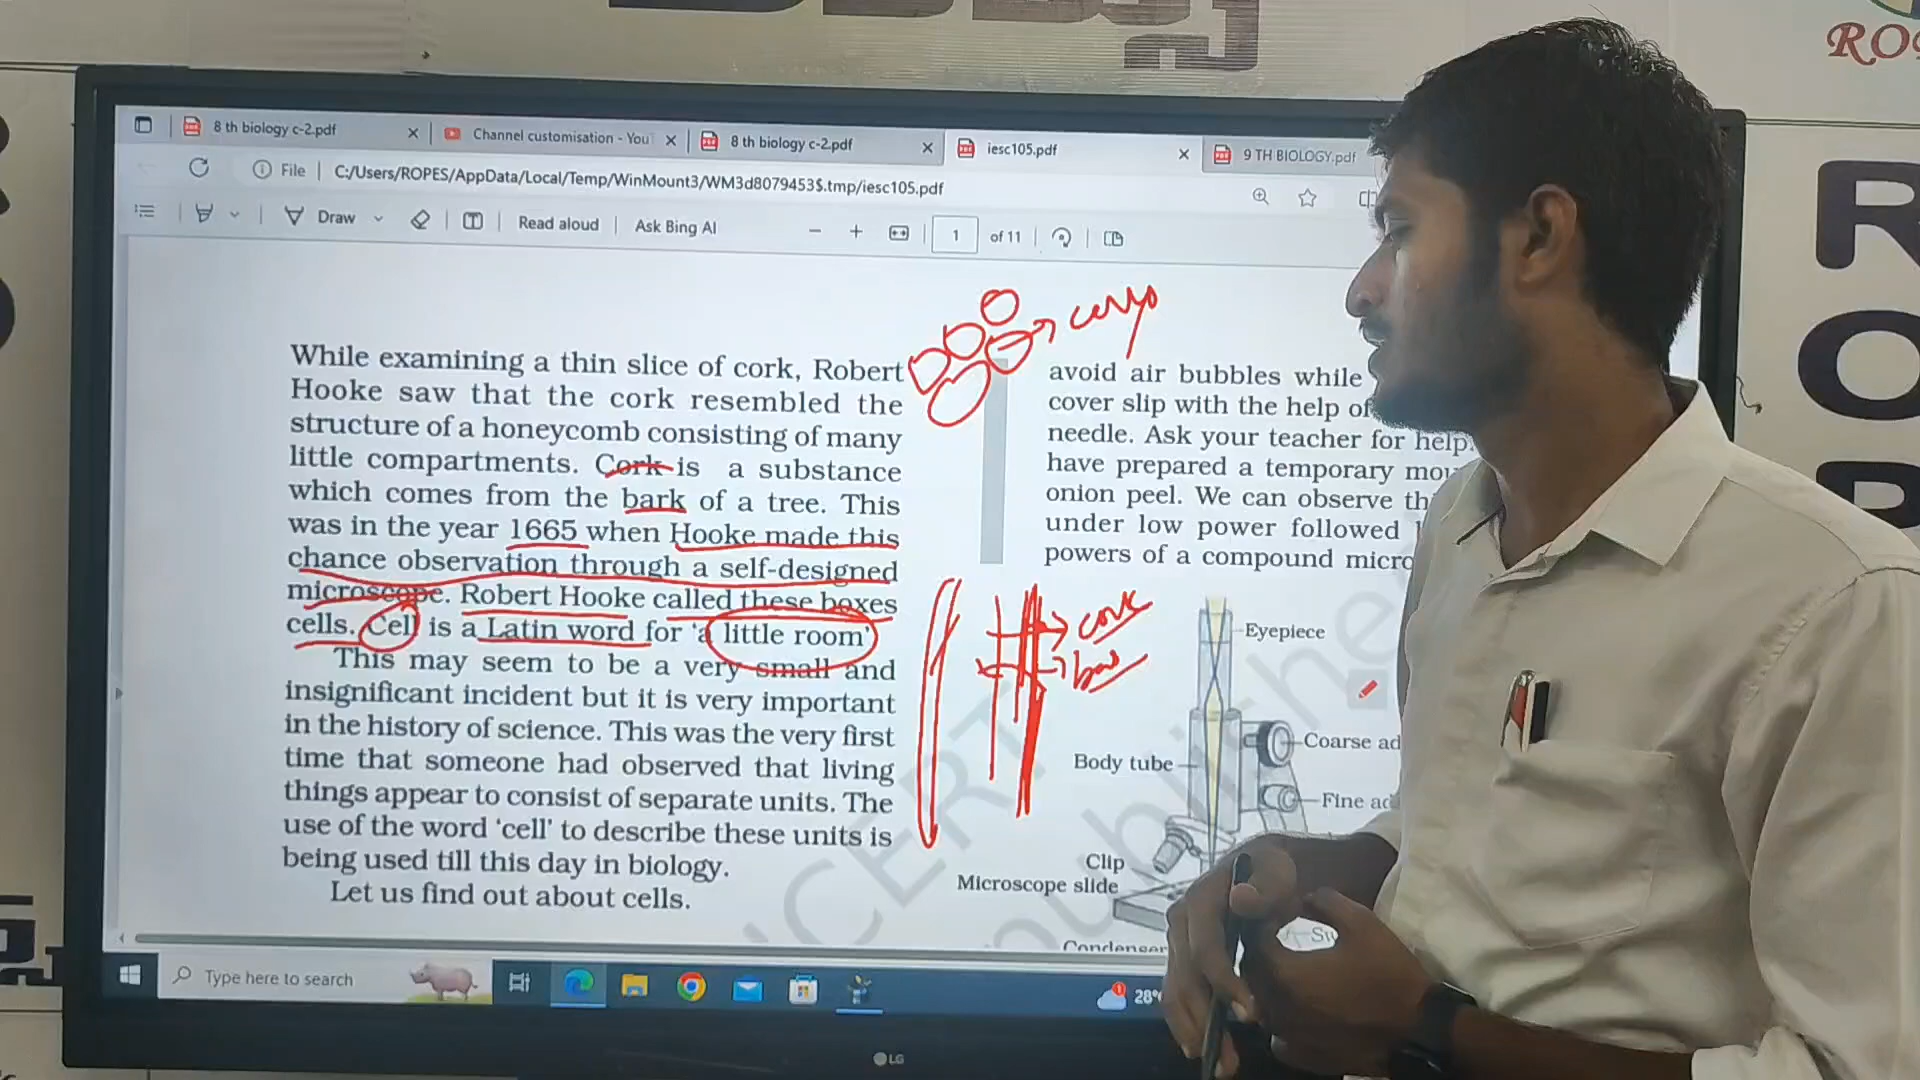 ROP
8 th biology c-2.pdf
Channel customisation - YouT
8 th biology c-2.pdf
iesc105.pdf
9 TH BIOLOGY.pdf
File
C:/Users/ROPES/AppData/Local/Temp/WinMount3/WM3d8079453$.tmp/iesc105.pdf
Draw
Read aloud
Ask Bing AI
1
of 11
While examining a thin slice of cork, Robert
Hooke saw that the cork resembled the
structure of a honeycomb consisting of many
little compartments. Cork is a substance
which comes from the bark of a tree. This
was in the year 1665 when Hooke made this
chance observation through a self-designed
microscope. Robert Hooke called these boxes
cells. Cell is a Latin word for 'a little room'
This may seem to be a very small and
insignificant incident but it is very important
in the history of science. This was the very first
time that someone had observed that living
things appear to consist of separate units. The
use of the word 'cell' to describe these units is
being used till this day in biology.
Let us find out about cells.
avoid air bubbles while
cover slip with the help of
needle. Ask your teacher for help.
have prepared a temporary mou
onion peel. We can observe thi
under low power followed
powers of a compound micro
cork
Eyepiece
Coarse ad
Body tube
Fine ad
Clip
Microscope slide
Condenser
Type here to search
28°
LG